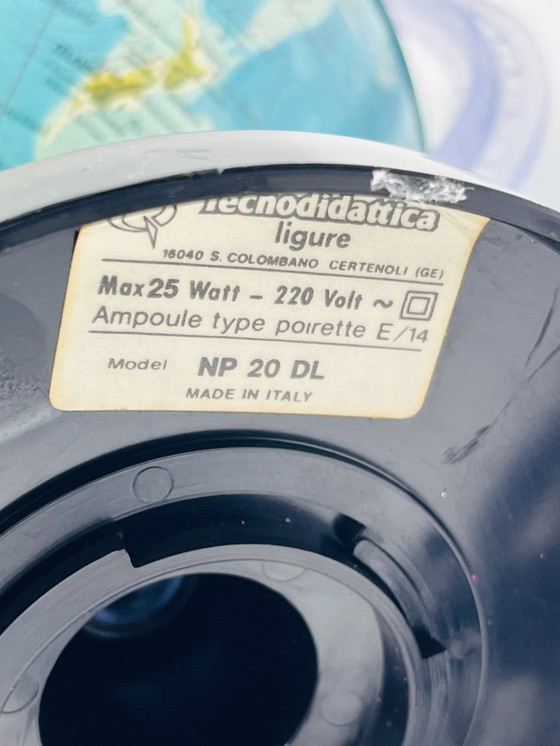 Tecnodidattica
ligure
16040 S. COLOMBANO CERTENOLI (GE)
Max 25 Watt - 220 Volt ~
Ampoule type poirette E/14
Model NP 20 DL
MADE IN ITALY